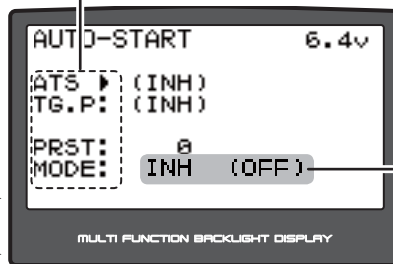 AUTO-START 6.4v
ATS ▶ (INH)
TG.P: (INH)
PRST: 0
MODE: INH (OFF)
MULTI FUNCTION BACKLIGHT DISPLAY